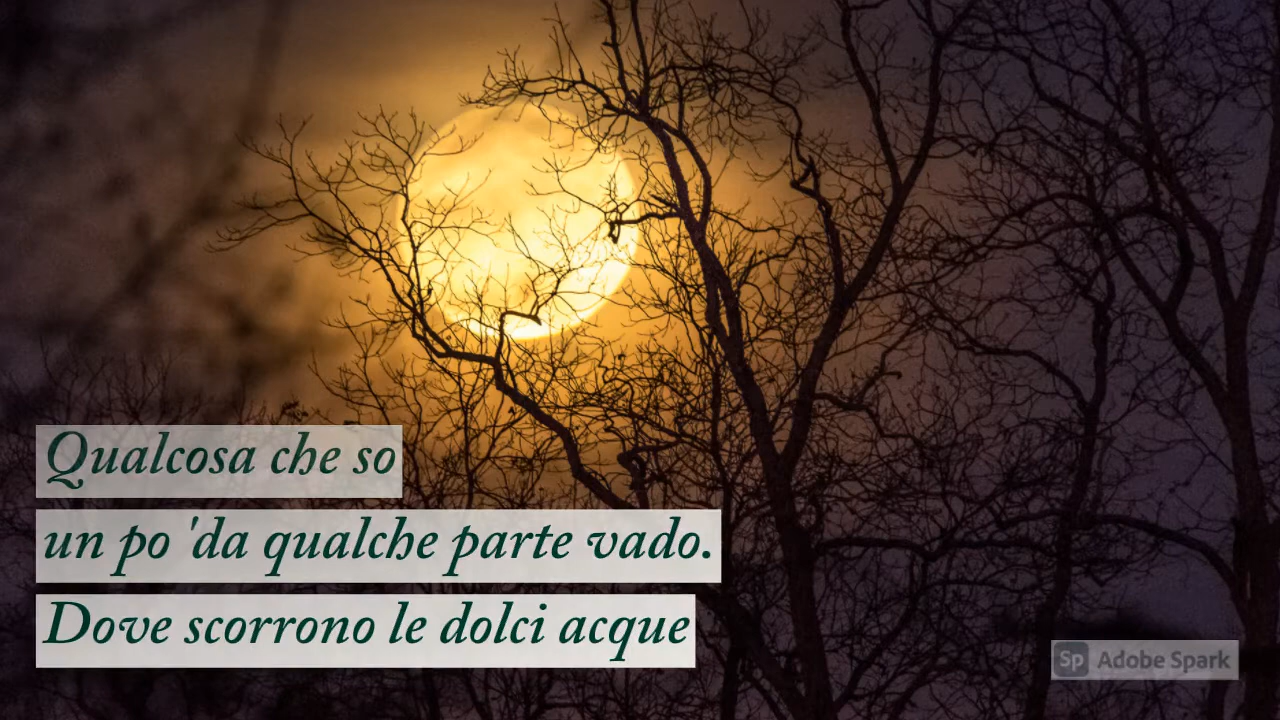 Qualcosa che so
un po 'da qualche parte vado.
Dove scorrono le dolci acque
Sp Adobe Spark